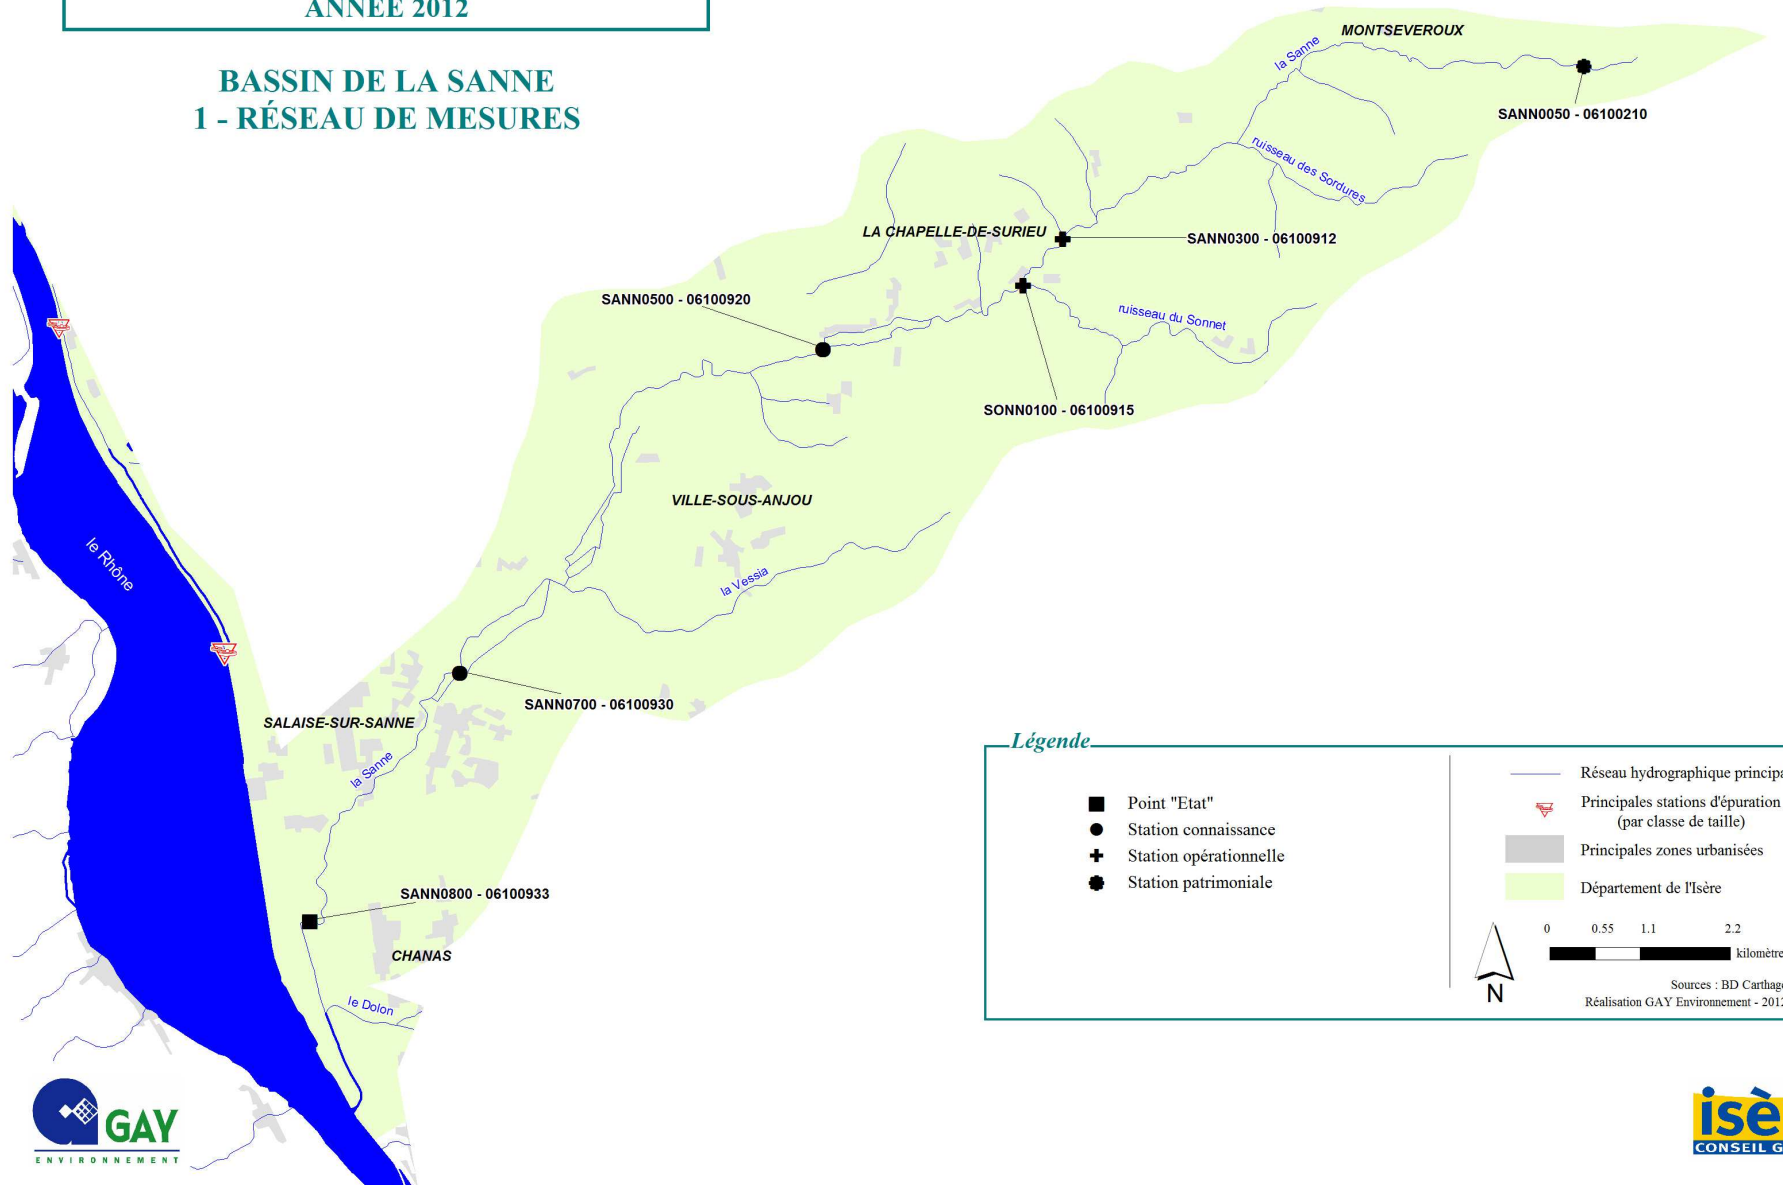 ANNÉE 2012
BASSIN DE LA SANNE
1 - RÉSEAU DE MESURES
MONTSEVEROUX
la Sanne
SANN0050 - 06100210
ruisseau des Sordures
LA CHAPELLE-DE-SURIEU
SANN0300 - 06100912
SANN0500 - 06100920
ruisseau du Sonnet
SONN0100 - 06100915
VILLE-SOUS-ANJOU
le Rhône
la Vessia
SANN0700 - 06100930
SALAISE-SUR-SANNE
la Sanne
SANN0800 - 06100933
CHANAS
le Dolon
Légende
Point "Etat"
Station connaissance
Station opérationnelle
Station patrimoniale
Réseau hydrographique principa
Principales stations d'épuration
(par classe de taille)
Principales zones urbanisées
Département de l'Isère
0 0.55 1.1 2.2
kilomètre
N
Sources : BD Carthage
Réalisation GAY Environnement - 2012
GAY
ENVIRONNEMENT
isè
CONSEIL G